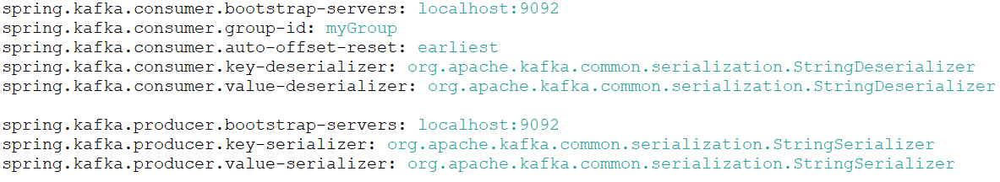 spring.kafka.consumer.bootstrap-servers: localhost:9092
spring.kafka.consumer.group-id: myGroup
spring.kafka.consumer.auto-offset-reset: earliest
spring.kafka.consumer.key-deserializer: org.apache.kafka.common.serialization.StringDeserializer
spring.kafka.consumer.value-deserializer: org.apache.kafka.common.serialization.StringDeserializer
spring.kafka.producer.bootstrap-servers: localhost:9092
spring.kafka.producer.key-serializer: org.apache.kafka.common.serialization.StringSerializer
spring.kafka.producer.value-serializer: org.apache.kafka.common.serialization.StringSerializer